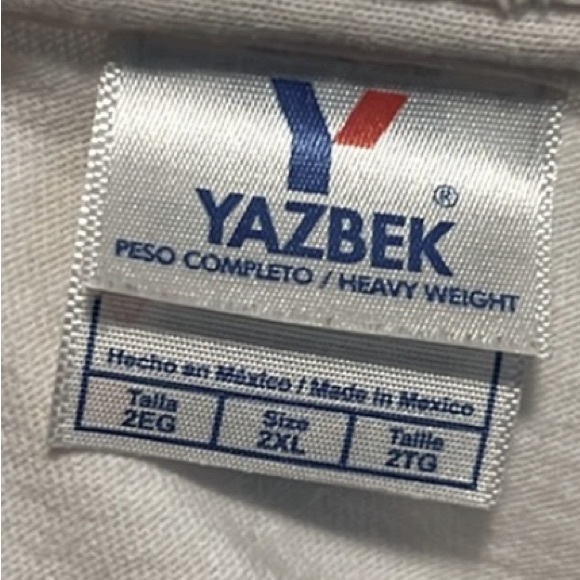 YAZBEK ®
PESO COMPLETO / HEAVY WEIGHT
Hecho en México / Made in Mexico
Talla Size Taille
2EG 2XL 2TG